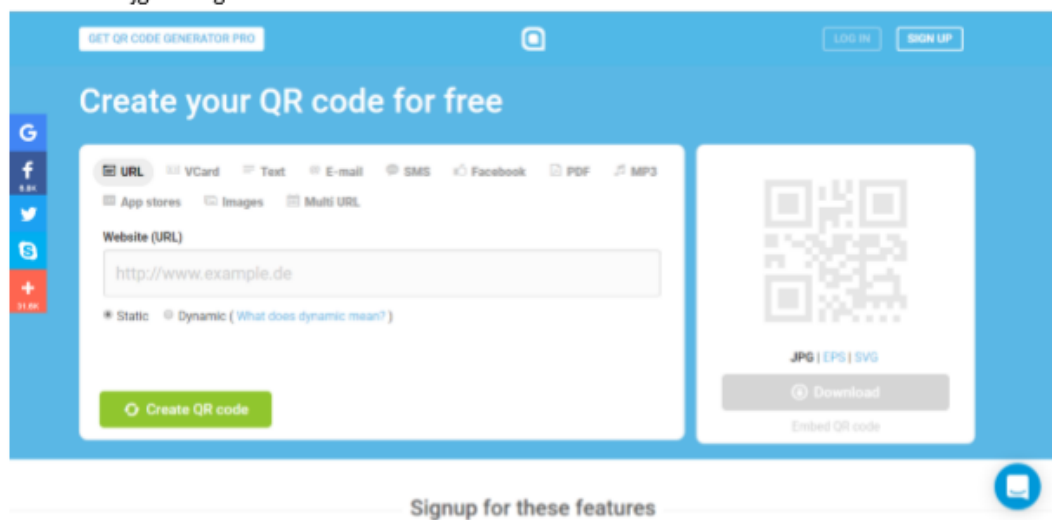 GET QR CODE GENERATOR PRO
LOG IN SIGN UP
Create your QR code for free
URL VCard Text E-mail SMS Facebook PDF MP3
App stores Images Multi URL
Website (URL)
http://www.example.de
Static Dynamic ( What does dynamic mean? )
JPG | EPS | SVG
Create QR code
Download
Embed QR code
Signup for these features